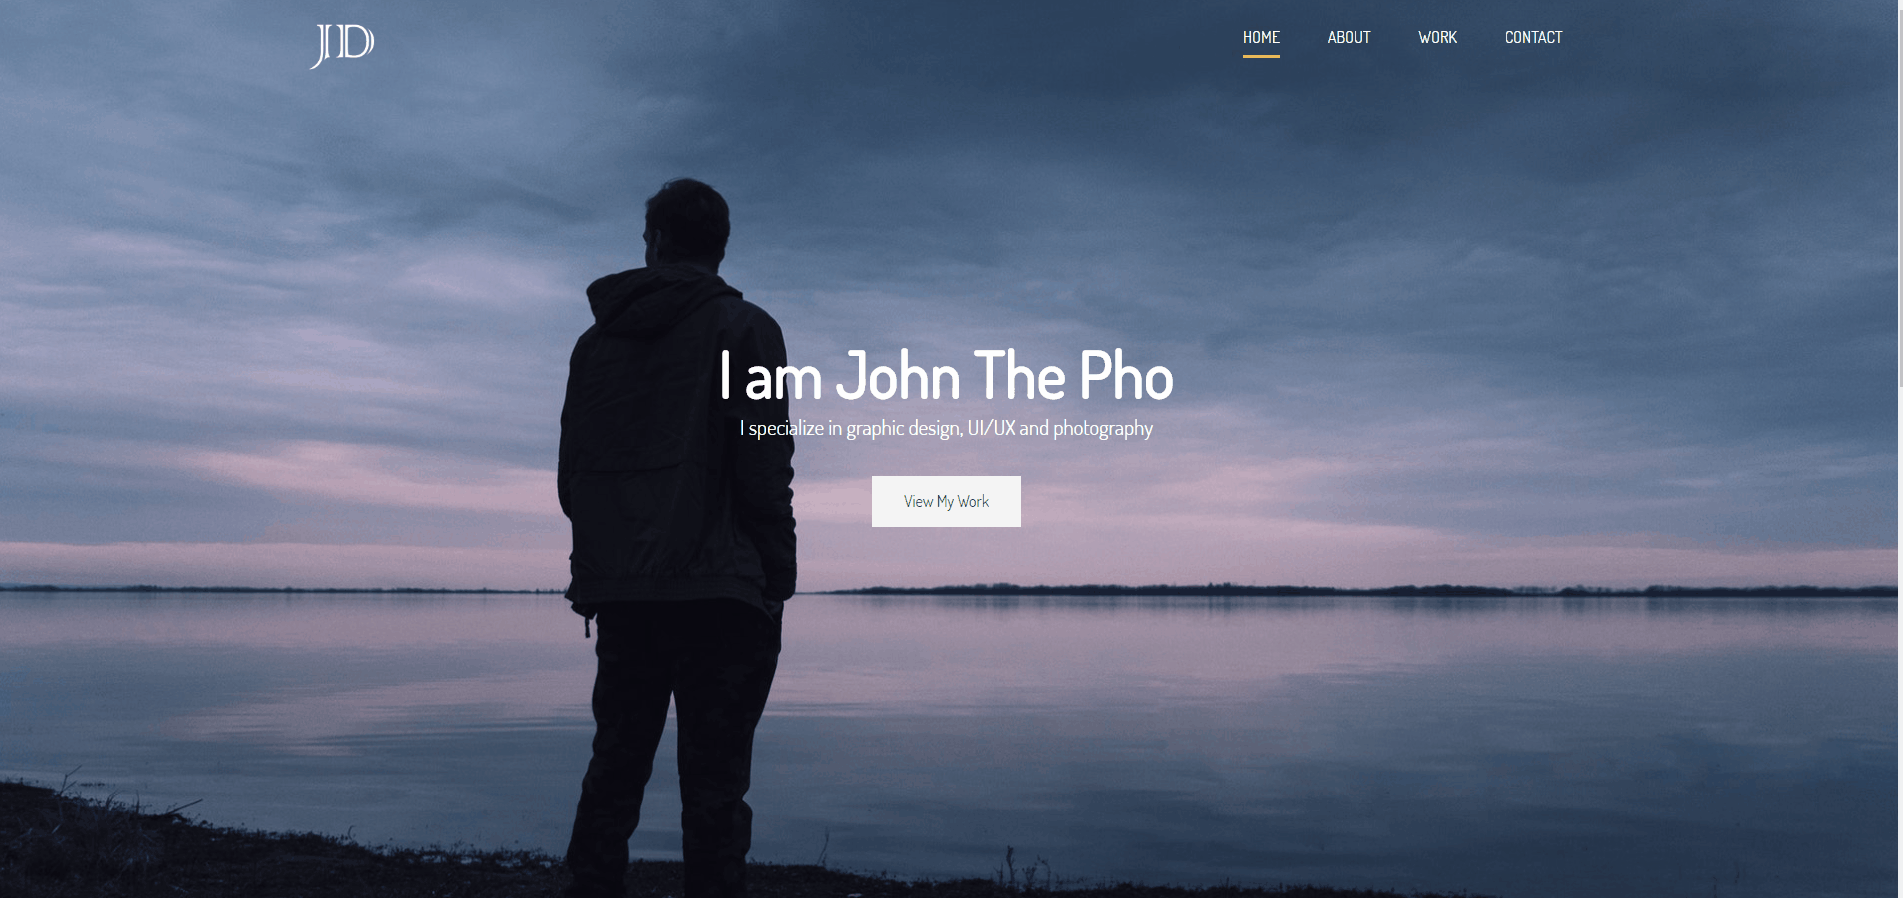 JD
HOME ABOUT WORK CONTACT
I am John The Pho
I specialize in graphic design, UI/UX and photography
View My Work